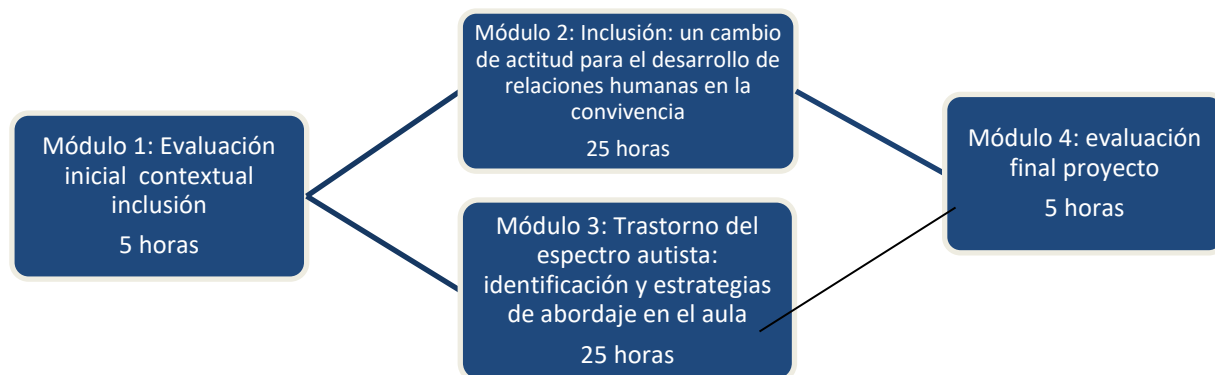 Módulo 1: Evaluación
inicial contextual
inclusión
5 horas
Módulo 2: Inclusión: un cambio
de actitud para el desarrollo de
relaciones humanas en la
convivencia
25 horas
Módulo 3: Trastorno del
espectro autista:
identificación y estrategias
de abordaje en el aula
25 horas
Módulo 4: evaluación
final proyecto
5 horas